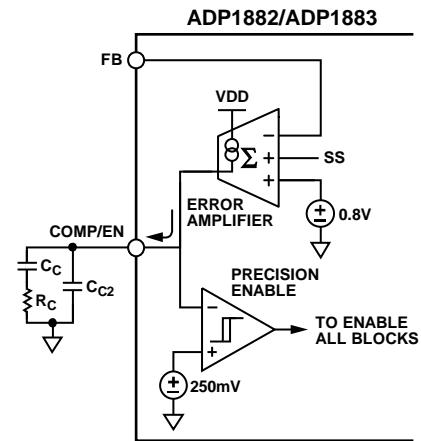 ADP1882/ADP1883
FB
VDD
Σ
−
+
+
SS
ERROR
AMPLIFIER
0.8V
COMP/EN
CC
CC2
RC
PRECISION
ENABLE
−
+
TO ENABLE
ALL BLOCKS
250mV